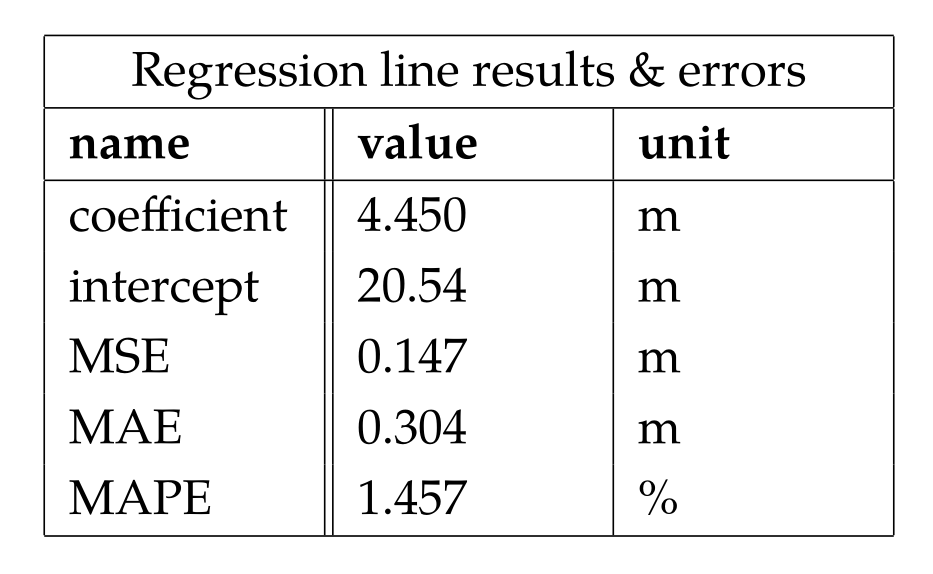 Regression line results & errors
name value unit
coefficient 4.450 m
intercept 20.54 m
MSE 0.147 m
MAE 0.304 m
MAPE 1.457 %